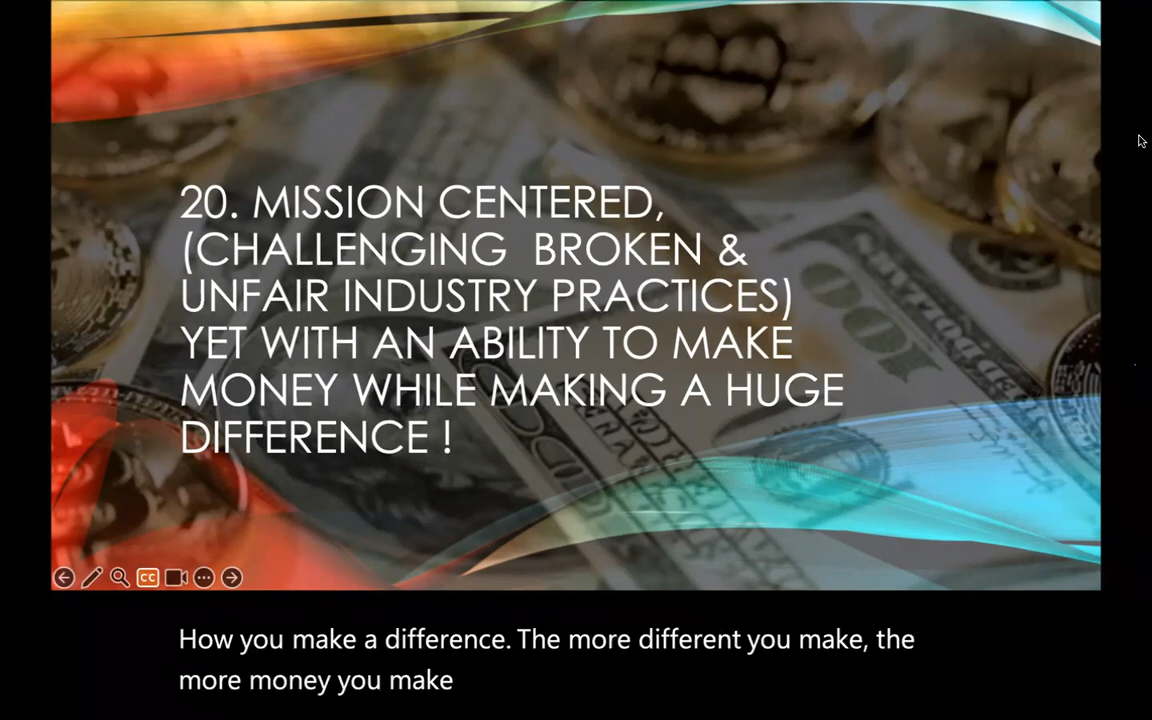 20. MISSION CENTERED,
(CHALLENGING BROKEN &
UNFAIR INDUSTRY PRACTICES)
YET WITH AN ABILITY TO MAKE
MONEY WHILE MAKING A HUGE
DIFFERENCE !
CC
How you make a difference. The more different you make, the
more money you make